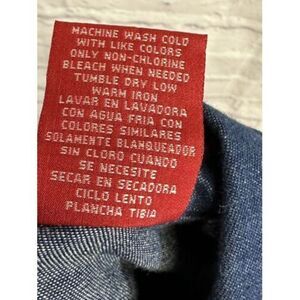 MACHINE WASH COLD
WITH LIKE COLORS
ONLY NON-CHLORINE
BLEACH WHEN NEEDED
TUMBLE DRY LOW
WARM IRON
LAVAR EN LAVADORA
CON AGUA FRIA CON
COLORES SIMILARES
SOLAMENTE BLANQUEADOR
SIN CLORO CUANDO
SE NECESITE
SECAR EN SECADORA
CICLO LENTO
PLANCHA TIBIA